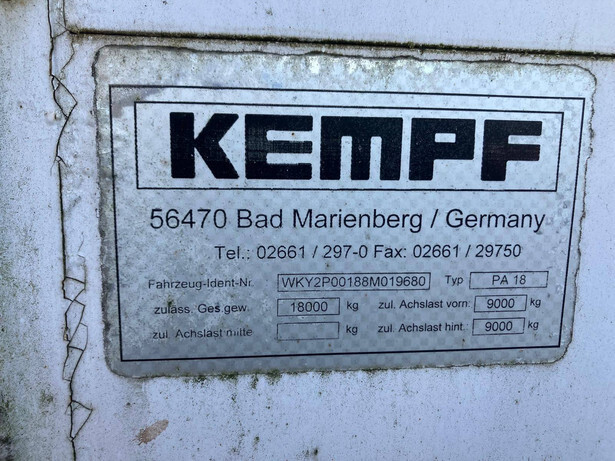 KEMPF
56470 Bad Marienberg / Germany
Tel.: 02661 / 297-0 Fax: 02661 / 29750
Fahrzeug-Ident-Nr. WKY2P00188M019680 Typ PA 18
zulass. Ges.gew. 18000 kg zul. Achslast vorn: 9000 kg
zul. Achslast mitte kg zul. Achslast hint. 9000 kg